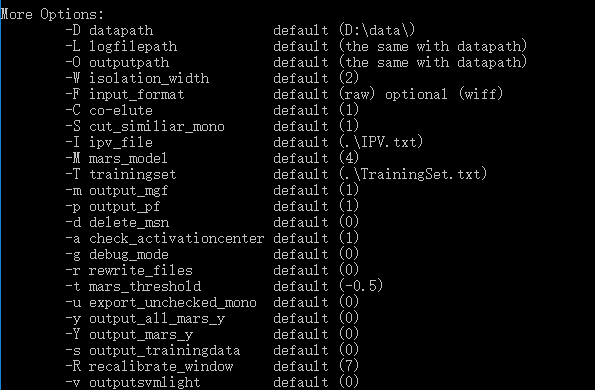 More Options:
-D datapath default (D:\data\)
-L logfilepath default (the same with datapath)
-O outputpath default (the same with datapath)
-W isolation_width default (2)
-F input_format default (raw) optional (wiff)
-C co-elute default (1)
-S cut_similiar_mono default (1)
-I ipv_file default (.\IPV.txt)
-M mars_model default (4)
-T trainingset default (.\TrainingSet.txt)
-m output_mgf default (1)
-p output_pf default (1)
-d delete_msn default (0)
-a check_activationcenter default (1)
-g debug_mode default (0)
-r rewrite_files default (0)
-t mars_threshold default (-0.5)
-u export_unchecked_mono default (0)
-y output_all_mars_y default (0)
-Y output_mars_y default (0)
-s output_trainingdata default (0)
-R recalibrate_window default (7)
-v outputsvmlight default (0)